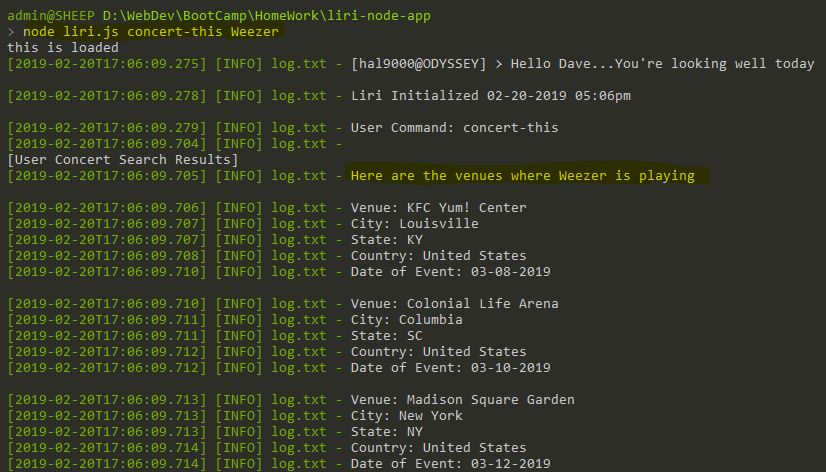 admin@SHEEP D:\WebDev\BootCamp\HomeWork\liri-node-app
> node liri.js concert-this Weezer
this is loaded
[2019-02-20T17:06:09.275] [INFO] log.txt - [hal9000@ODYSSEY] > Hello Dave...You're looking well today
[2019-02-20T17:06:09.278] [INFO] log.txt - Liri Initialized 02-20-2019 05:06pm
[2019-02-20T17:06:09.279] [INFO] log.txt - User Command: concert-this
[2019-02-20T17:06:09.704] [INFO] log.txt -
[User Concert Search Results]
[2019-02-20T17:06:09.705] [INFO] log.txt - Here are the venues where Weezer is playing
[2019-02-20T17:06:09.706] [INFO] log.txt - Venue: KFC Yum! Center
[2019-02-20T17:06:09.707] [INFO] log.txt - City: Louisville
[2019-02-20T17:06:09.707] [INFO] log.txt - State: KY
[2019-02-20T17:06:09.708] [INFO] log.txt - Country: United States
[2019-02-20T17:06:09.710] [INFO] log.txt - Date of Event: 03-08-2019
[2019-02-20T17:06:09.710] [INFO] log.txt - Venue: Colonial Life Arena
[2019-02-20T17:06:09.711] [INFO] log.txt - City: Columbia
[2019-02-20T17:06:09.711] [INFO] log.txt - State: SC
[2019-02-20T17:06:09.712] [INFO] log.txt - Country: United States
[2019-02-20T17:06:09.712] [INFO] log.txt - Date of Event: 03-10-2019
[2019-02-20T17:06:09.713] [INFO] log.txt - Venue: Madison Square Garden
[2019-02-20T17:06:09.713] [INFO] log.txt - City: New York
[2019-02-20T17:06:09.713] [INFO] log.txt - State: NY
[2019-02-20T17:06:09.714] [INFO] log.txt - Country: United States
[2019-02-20T17:06:09.714] [INFO] log.txt - Date of Event: 03-12-2019